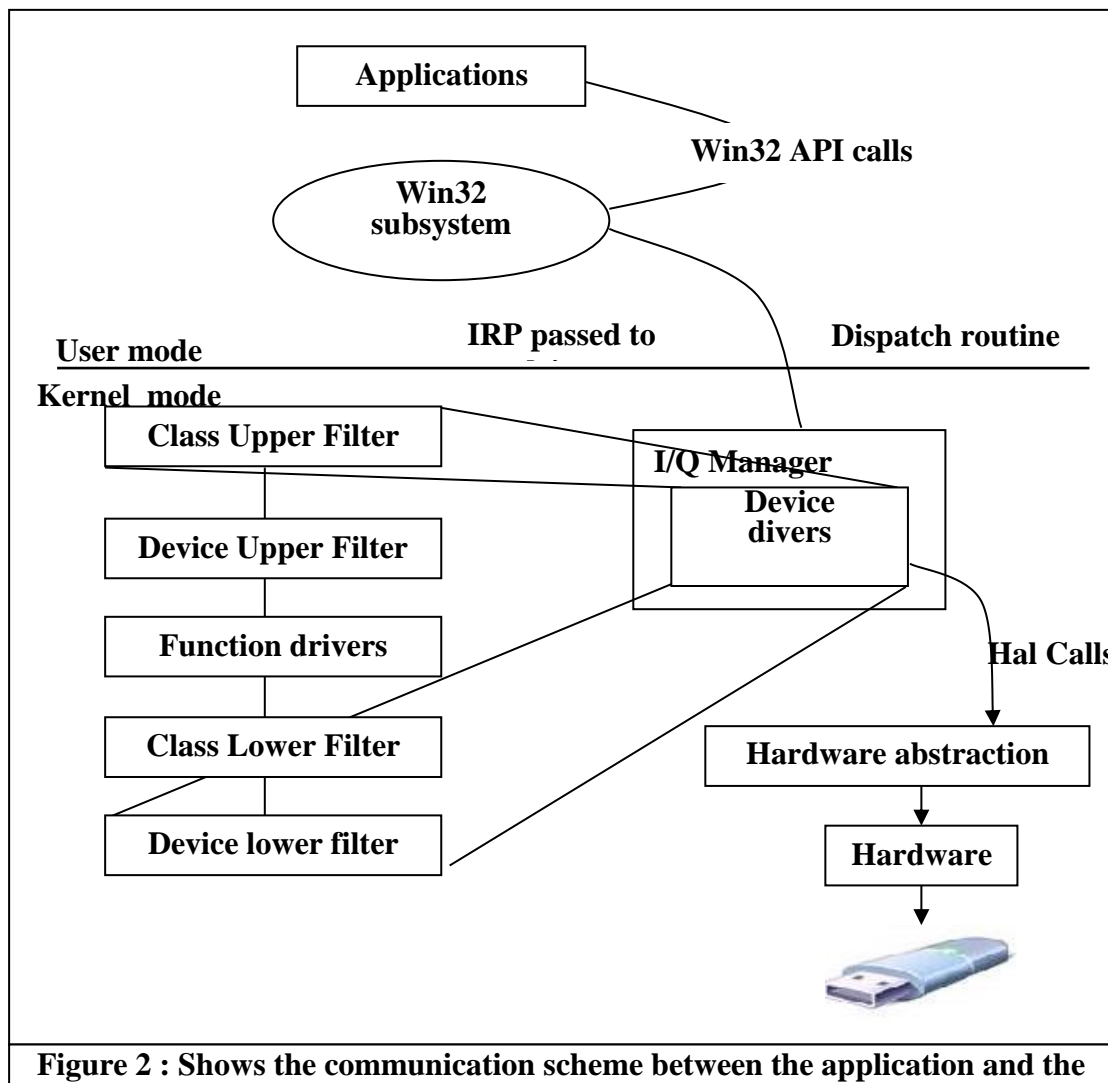 Applications
Win32 API calls
Win32
subsystem
IRP passed to
Dispatch routine
User mode
Kernel mode
Class Upper Filter
I/Q Manager
Device
divers
Device Upper Filter
Function drivers
Hal Calls
Class Lower Filter
Hardware abstraction
Device lower filter
Hardware
Figure 2 : Shows the communication scheme between the application and the